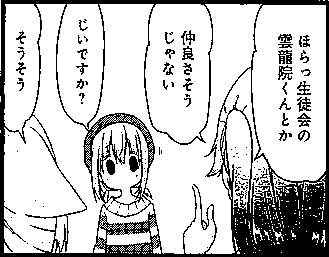 ほらっ生徒会の
雲龍院くんとか
仲良さそう
じゃない
じいですか?
そうそう